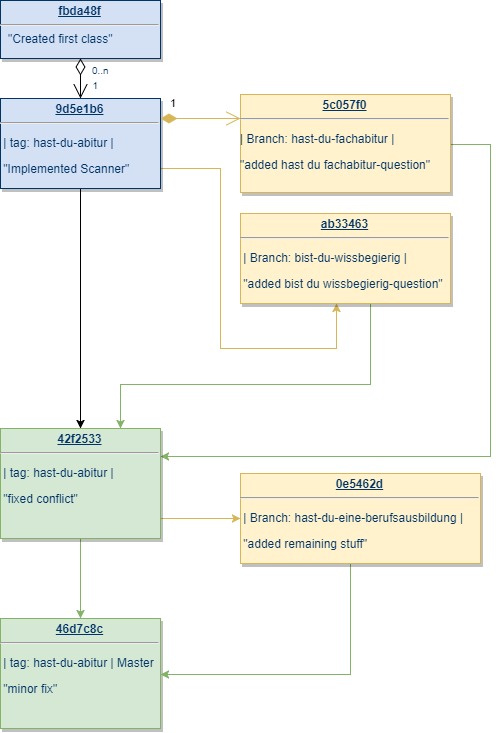 fbda48f
"Created first class"
0..n
1
9d5e1b6
| tag: hast-du-abitur |
"Implemented Scanner"
1
5c057f0
| Branch: hast-du-fachabitur |
"added hast du fachabitur-question"
ab33463
| Branch: bist-du-wissbegierig |
"added bist du wissbegierig-question"
42f2533
| tag: hast-du-abitur |
"fixed conflict"
0e5462d
| Branch: hast-du-eine-berufsausbildung |
"added remaining stuff"
46d7c8c
| tag: hast-du-abitur | Master
"minor fix"